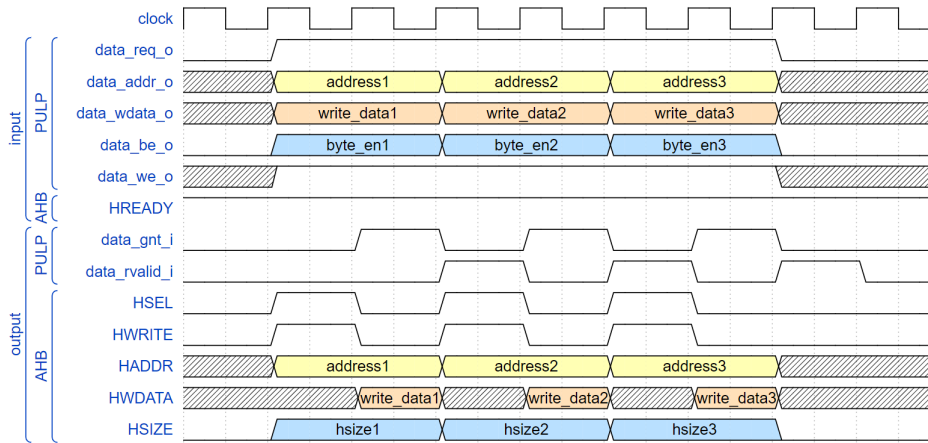 clock
data_req_o
data_addr_o address1 address2 address3
data_wdata_o write_data1 write_data2 write_data3
data_be_o byte_en1 byte_en2 byte_en3
data_we_o
HREADY
data_gnt_i
data_rvalid_i
HSEL
HWRITE
HADDR address1 address2 address3
HWDATA write_data1 write_data2 write_data3
HSIZE hsize1 hsize2 hsize3
input
PULP
AHB
output
PULP
AHB